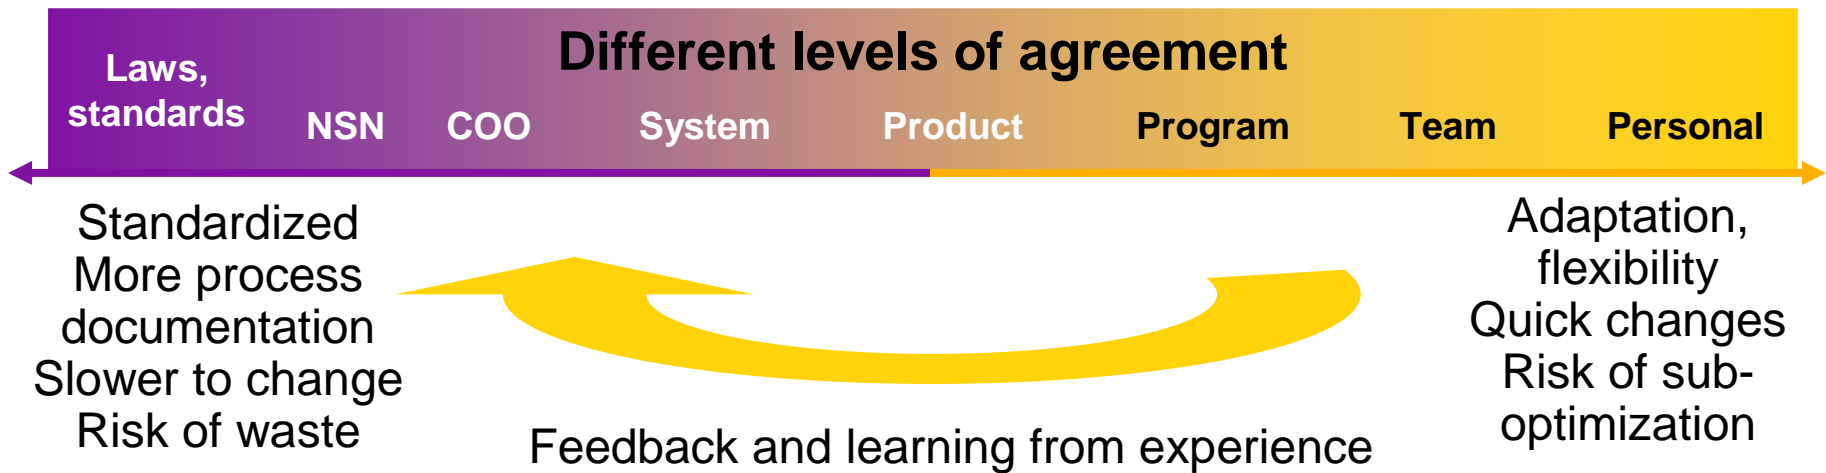 Different levels of agreement
Laws,
standards
NSN
COO
System
Product
Program
Team
Personal
Standardized
More process
documentation
Slower to change
Risk of waste
Feedback and learning from experience
Adaptation,
flexibility
Quick changes
Risk of sub-
optimization